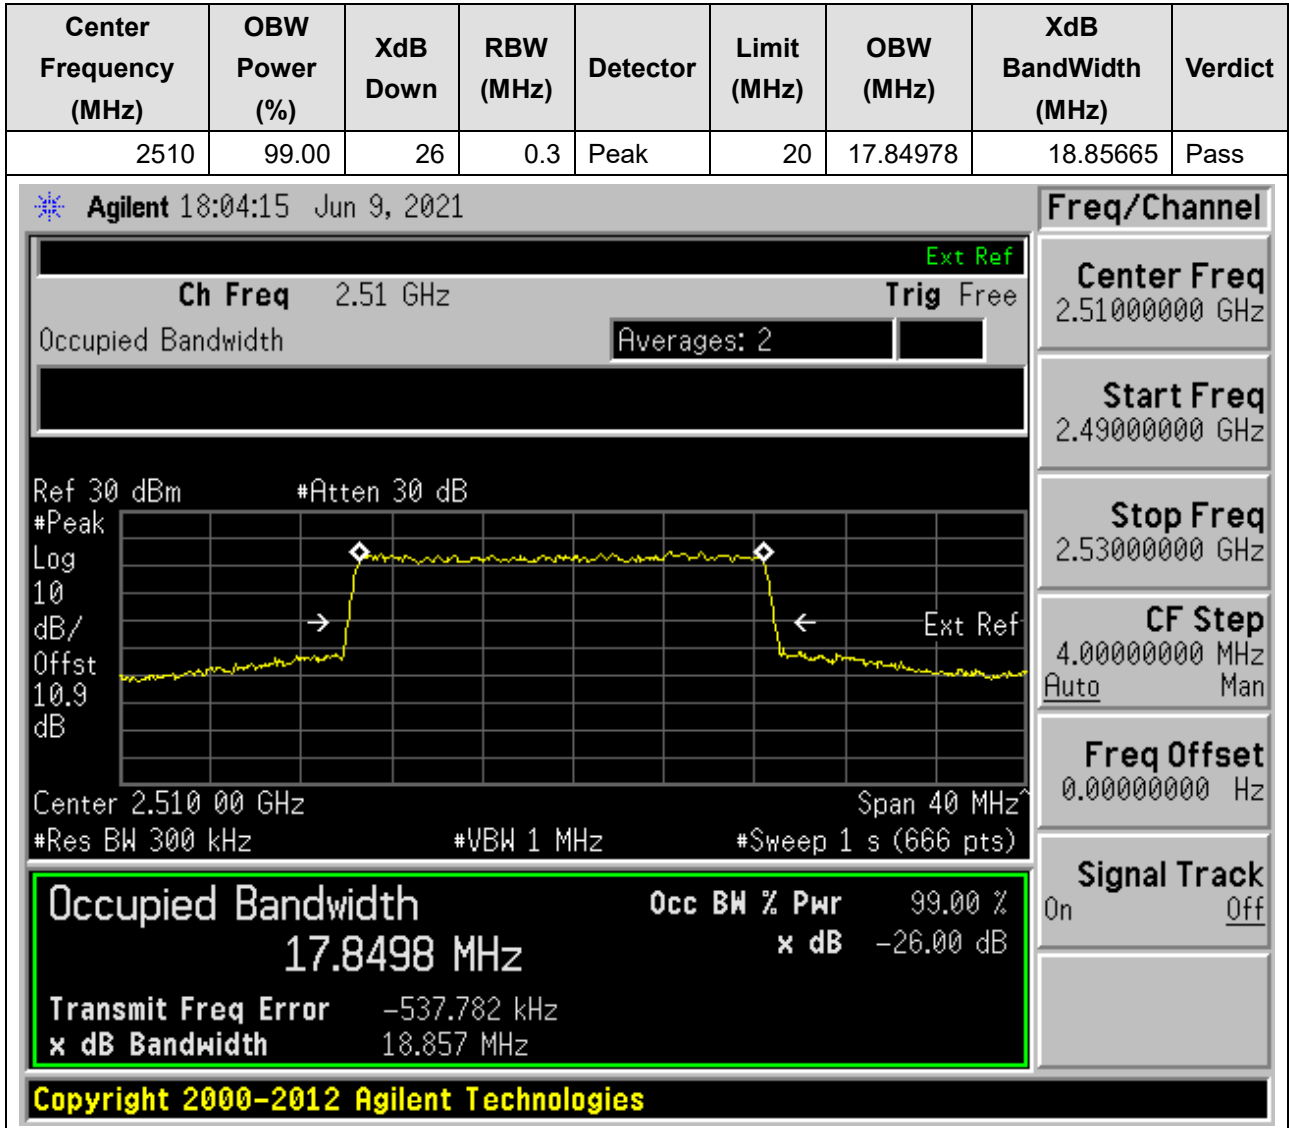 Center Frequency (MHz) OBW Power (%) XdB Down RBW (MHz) Detector Limit (MHz) OBW (MHz) XdB BandWidth (MHz) Verdict
2510 99.00 26 0.3 Peak 20 17.84978 18.85665 Pass
Agilent 18:04:15 Jun 9, 2021
Freq/Channel
Ext Ref
Ch Freq 2.51 GHz Trig Free
Occupied Bandwidth Averages: 2
Center Freq
2.51000000 GHz
Start Freq
2.49000000 GHz
Stop Freq
2.53000000 GHz
CF Step
4.00000000 MHz
Auto Man
Freq Offset
0.00000000 Hz
Signal Track
On Off
Ref 30 dBm #Atten 30 dB
#Peak
Log
10
dB/
Offst
10.9
dB
Ext Ref
Center 2.510 00 GHz Span 40 MHz^
#Res BW 300 kHz #VBW 1 MHz #Sweep 1 s (666 pts)
Occupied Bandwidth
17.8498 MHz
Occ BW % Pwr 99.00 %
x dB -26.00 dB
Transmit Freq Error -537.782 kHz
x dB Bandwidth 18.857 MHz
Copyright 2000-2012 Agilent Technologies